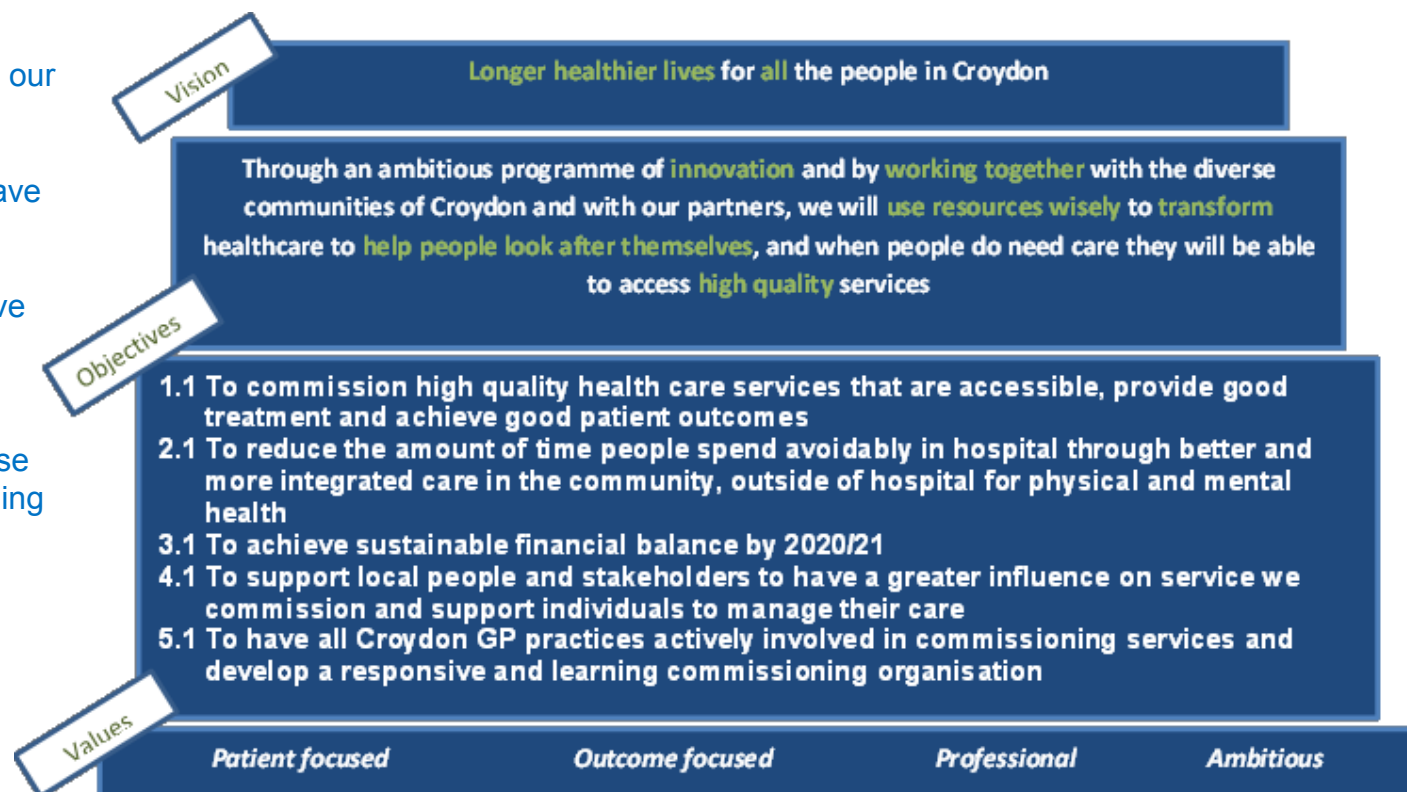 our
ave
ve
se
ing
Vision
Longer healthier lives for all the people in Croydon
Through an ambitious programme of innovation and by working together with the diverse
communities of Croydon and with our partners, we will use resources wisely to transform
healthcare to help people look after themselves, and when people do need care they will be able
to access high quality services
Objectives
1.1 To commission high quality health care services that are accessible, provide good
treatment and achieve good patient outcomes
2.1 To reduce the amount of time people spend avoidably in hospital through better and
more integrated care in the community, outside of hospital for physical and mental
health
3.1 To achieve sustainable financial balance by 2020/21
4.1 To support local people and stakeholders to have a greater influence on service we
commission and support individuals to manage their care
5.1 To have all Croydon GP practices actively involved in commissioning services and
develop a responsive and learning commissioning organisation
Values
Patient focused Outcome focused Professional Ambitious